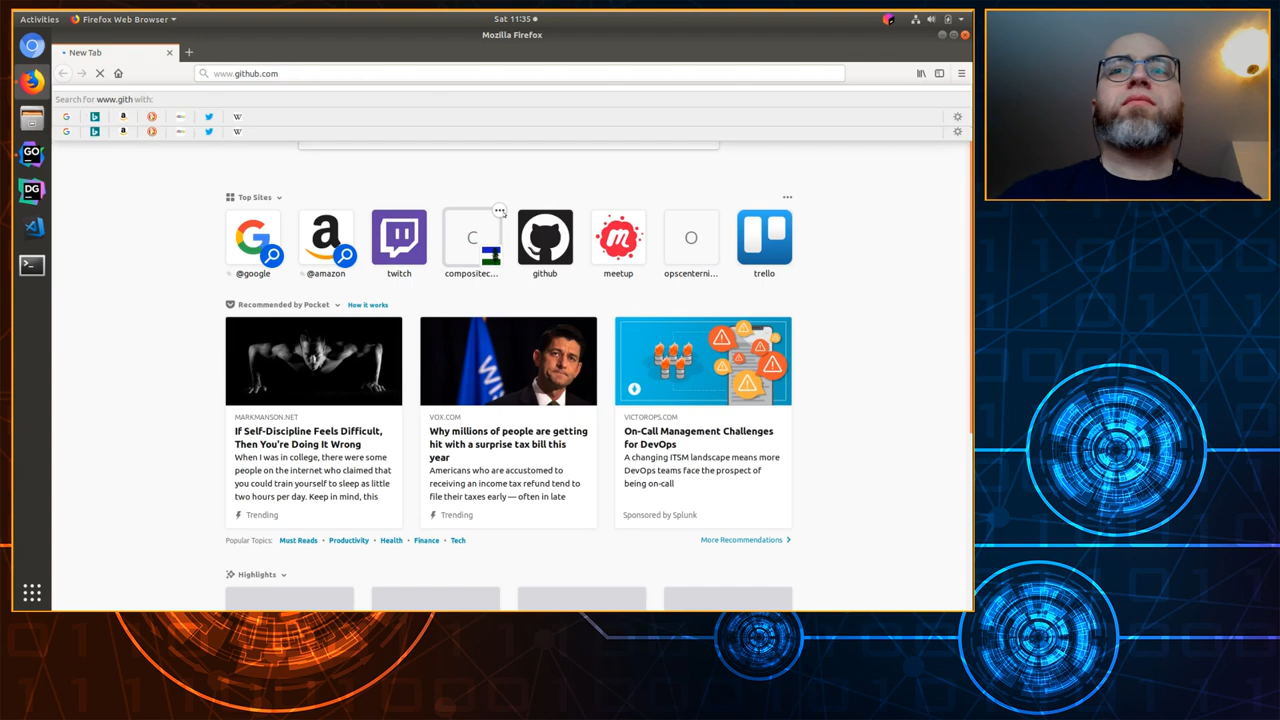 Activities
Firefox Web Browser
Sat 11:35
Mozilla Firefox
New Tab
www.github.com
Search for www.gith with:
Top Sites
@google
@amazon
twitch
C
compositec...
github
meetup
O
opscenterni...
trello
Recommended by Pocket
How it works
MARKMANSON.NET
If Self-Discipline Feels Difficult,
Then You're Doing It Wrong
When I was in college, there were some
people on the internet who claimed that
you could train yourself to sleep as little
two hours per day. Keep in mind, this
Trending
VOX.COM
Why millions of people are getting
hit with a surprise tax bill this
year
Americans who are accustomed to
receiving an income tax refund tend to
file their taxes early — often in late
Trending
VICTOROPS.COM
On-Call Management Challenges
for DevOps
A changing ITSM landscape means more
DevOps teams face the prospect of
being on-call
Sponsored by Splunk
Popular Topics:
Must Reads
Productivity
Health
Finance
Tech
More Recommendations
Highlights
GO
DG